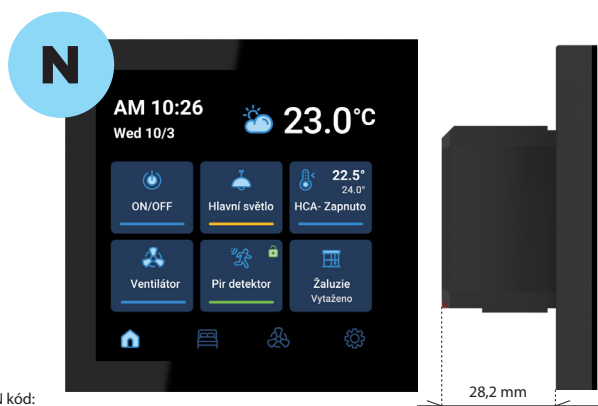 N
AM 10:26
Wed 10/3
23.0°C
ON/OFF
Hlavní světlo
22.5°
24.0°
HCA- Zapnuto
Ventilátor
Pir detektor
Žaluzie
Vytaženo
28,2 mm
N kód: